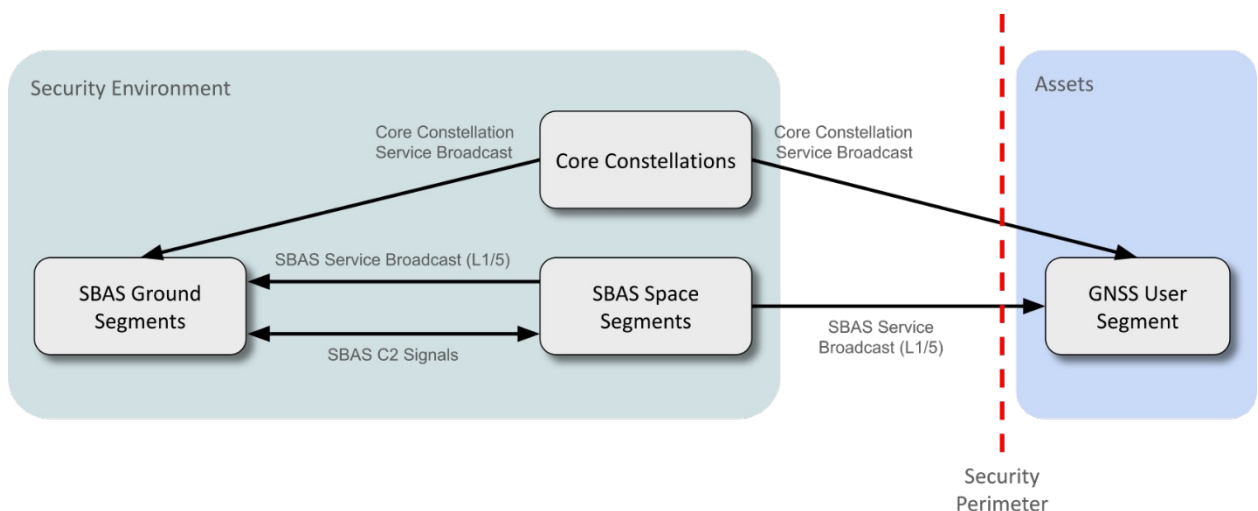 Security Environment
Assets
Core Constellation
Service Broadcast
Core Constellations
Core Constellation
Service Broadcast
SBAS Ground
Segments
SBAS Service Broadcast (L1/5)
SBAS C2 Signals
SBAS Space
Segments
SBAS Service
Broadcast (L1/5)
GNSS User
Segment
Security
Perimeter